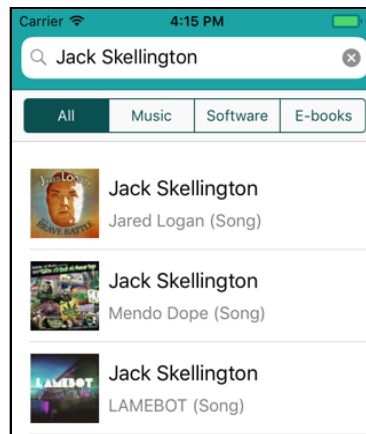 Carrier 4:15 PM
Jack Skellington
All Music Software E-books
Jack Skellington
Jared Logan (Song)
Jack Skellington
Mendo Dope (Song)
LAMEBOT
Jack Skellington
LAMEBOT (Song)